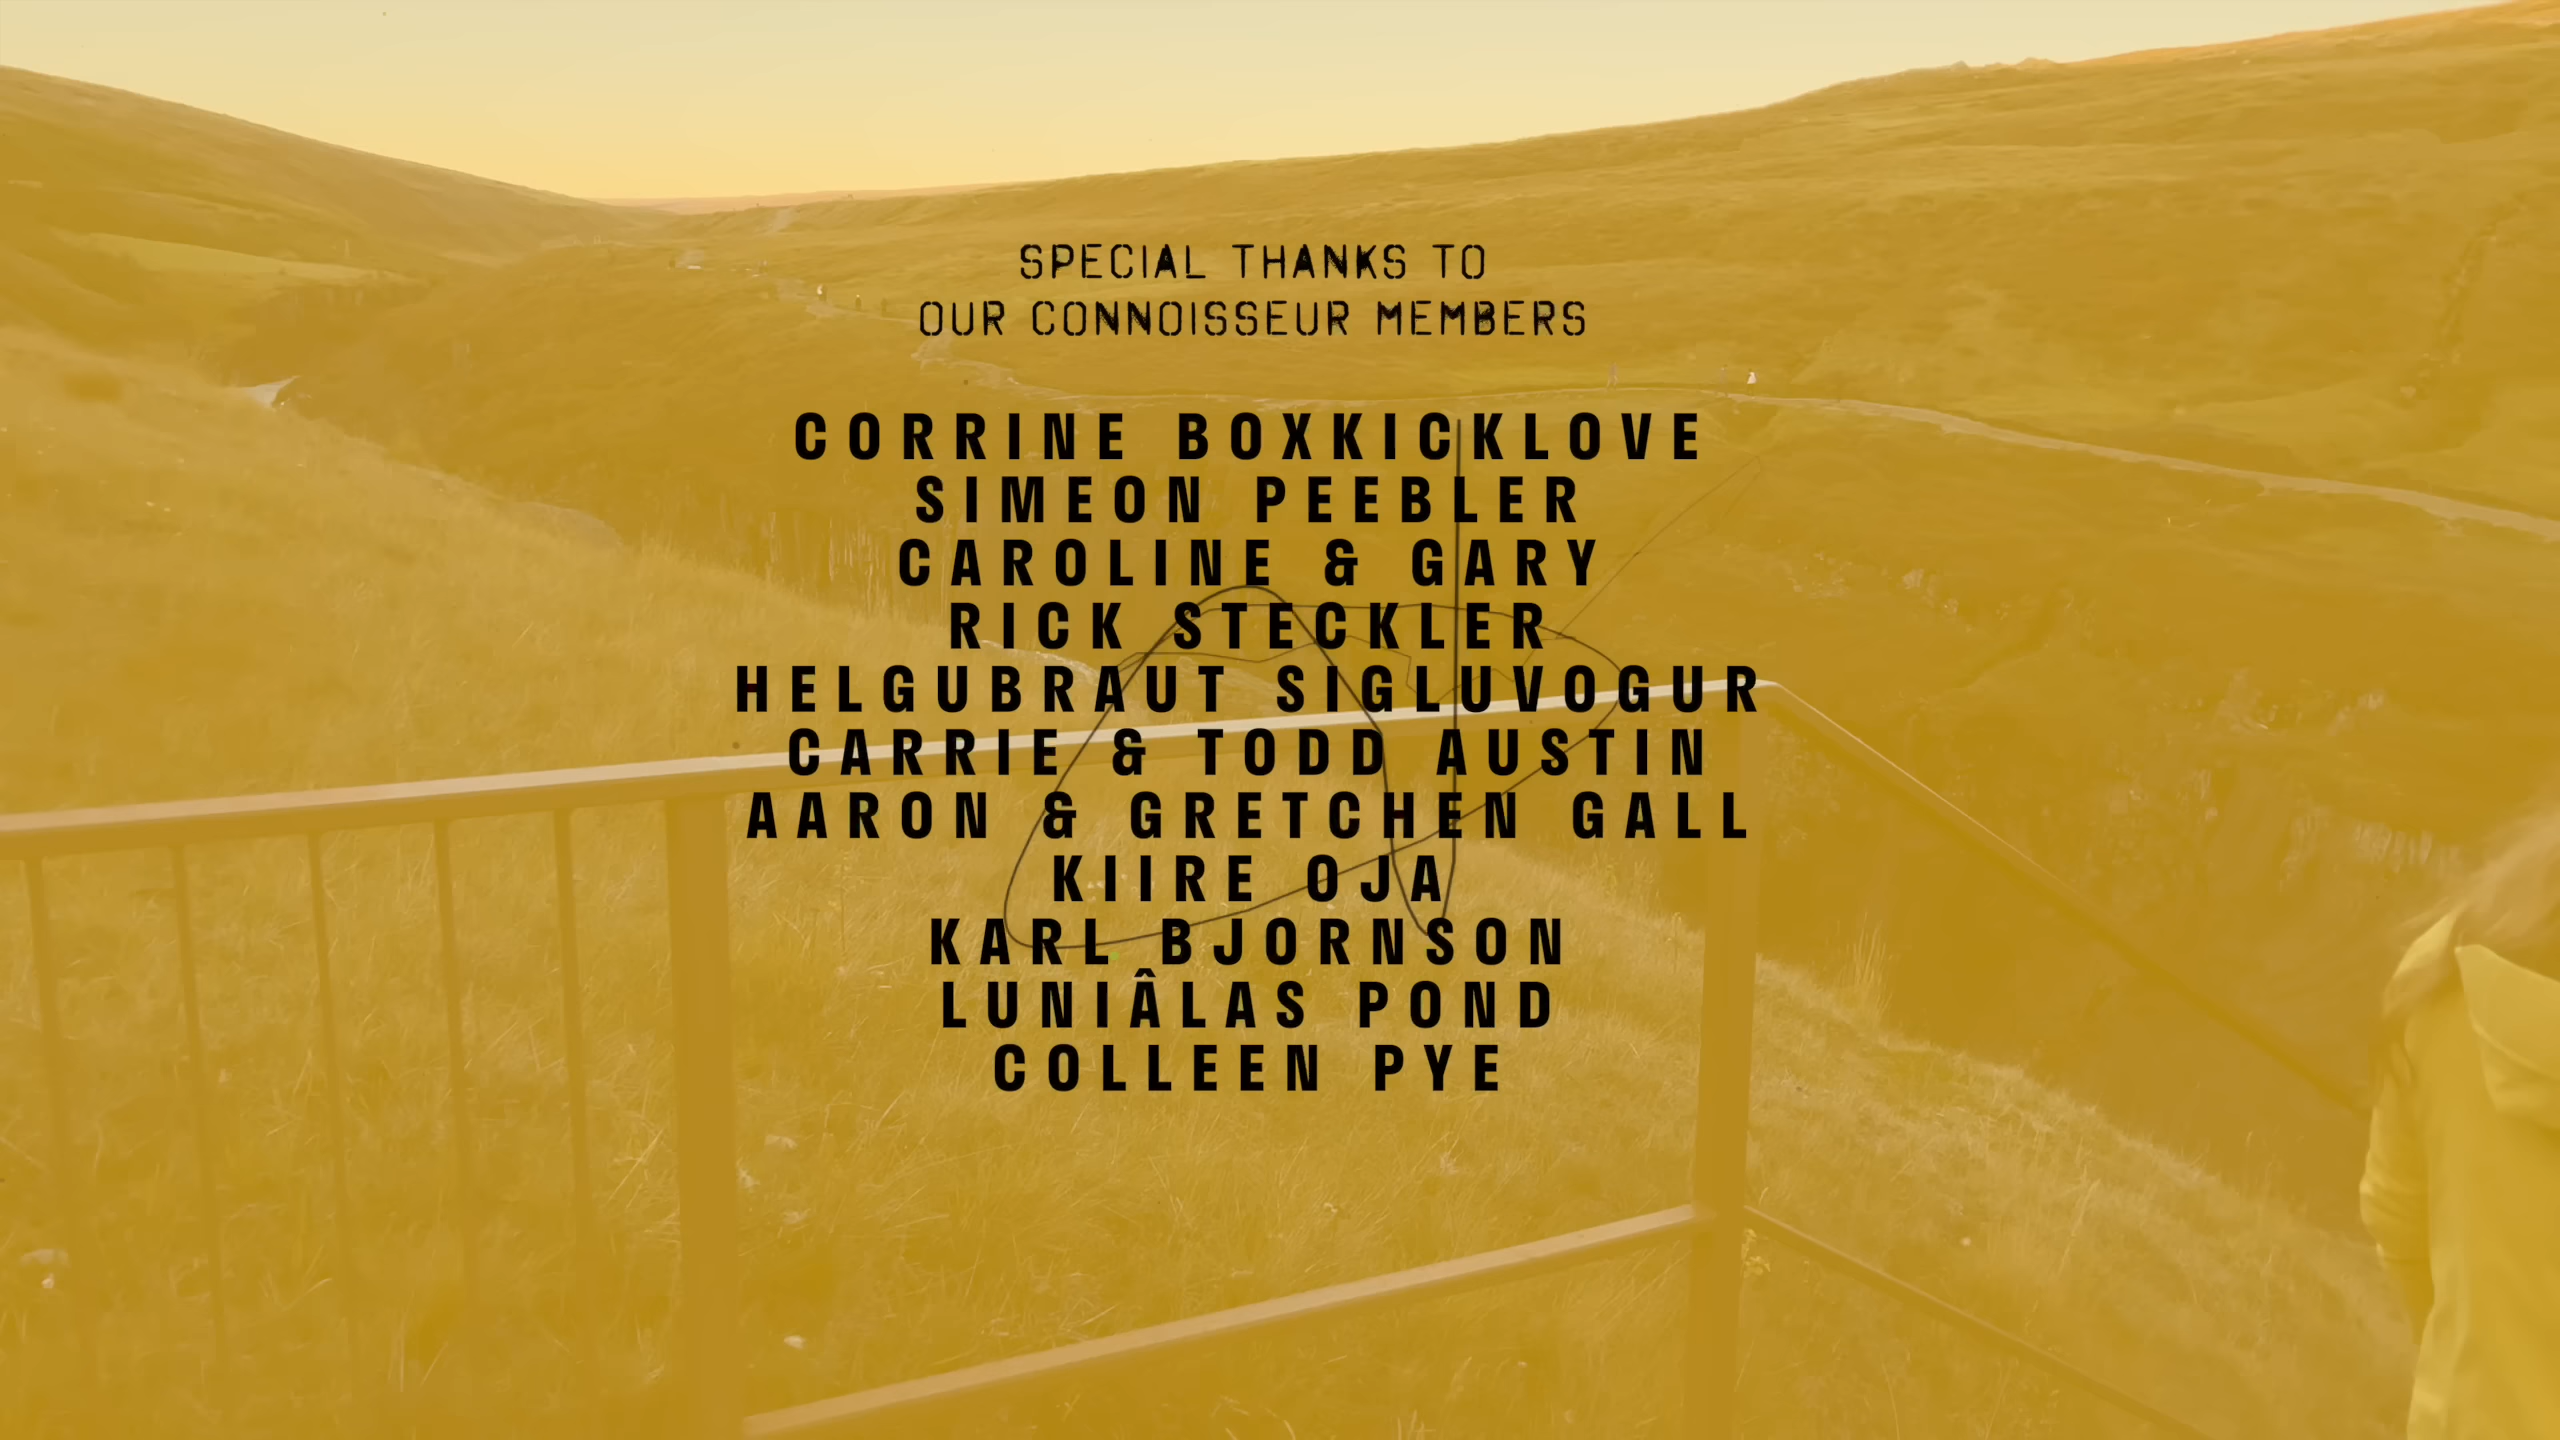 SPECIAL THANKS TO
OUR CONNOISSEUR MEMBERS
CORRINE BOXKICKLOVE
SIMEON PEEBLER
CAROLINE & GARY
RICK STECKLER
HELGUBRAUT SIGLUVOGUR
CARRIE & TODD AUSTIN
AARON & GRETCHEN GALL
KIIRE OJA
KARL BJORNSON
LUNIÂLAS POND
COLLEEN PYE